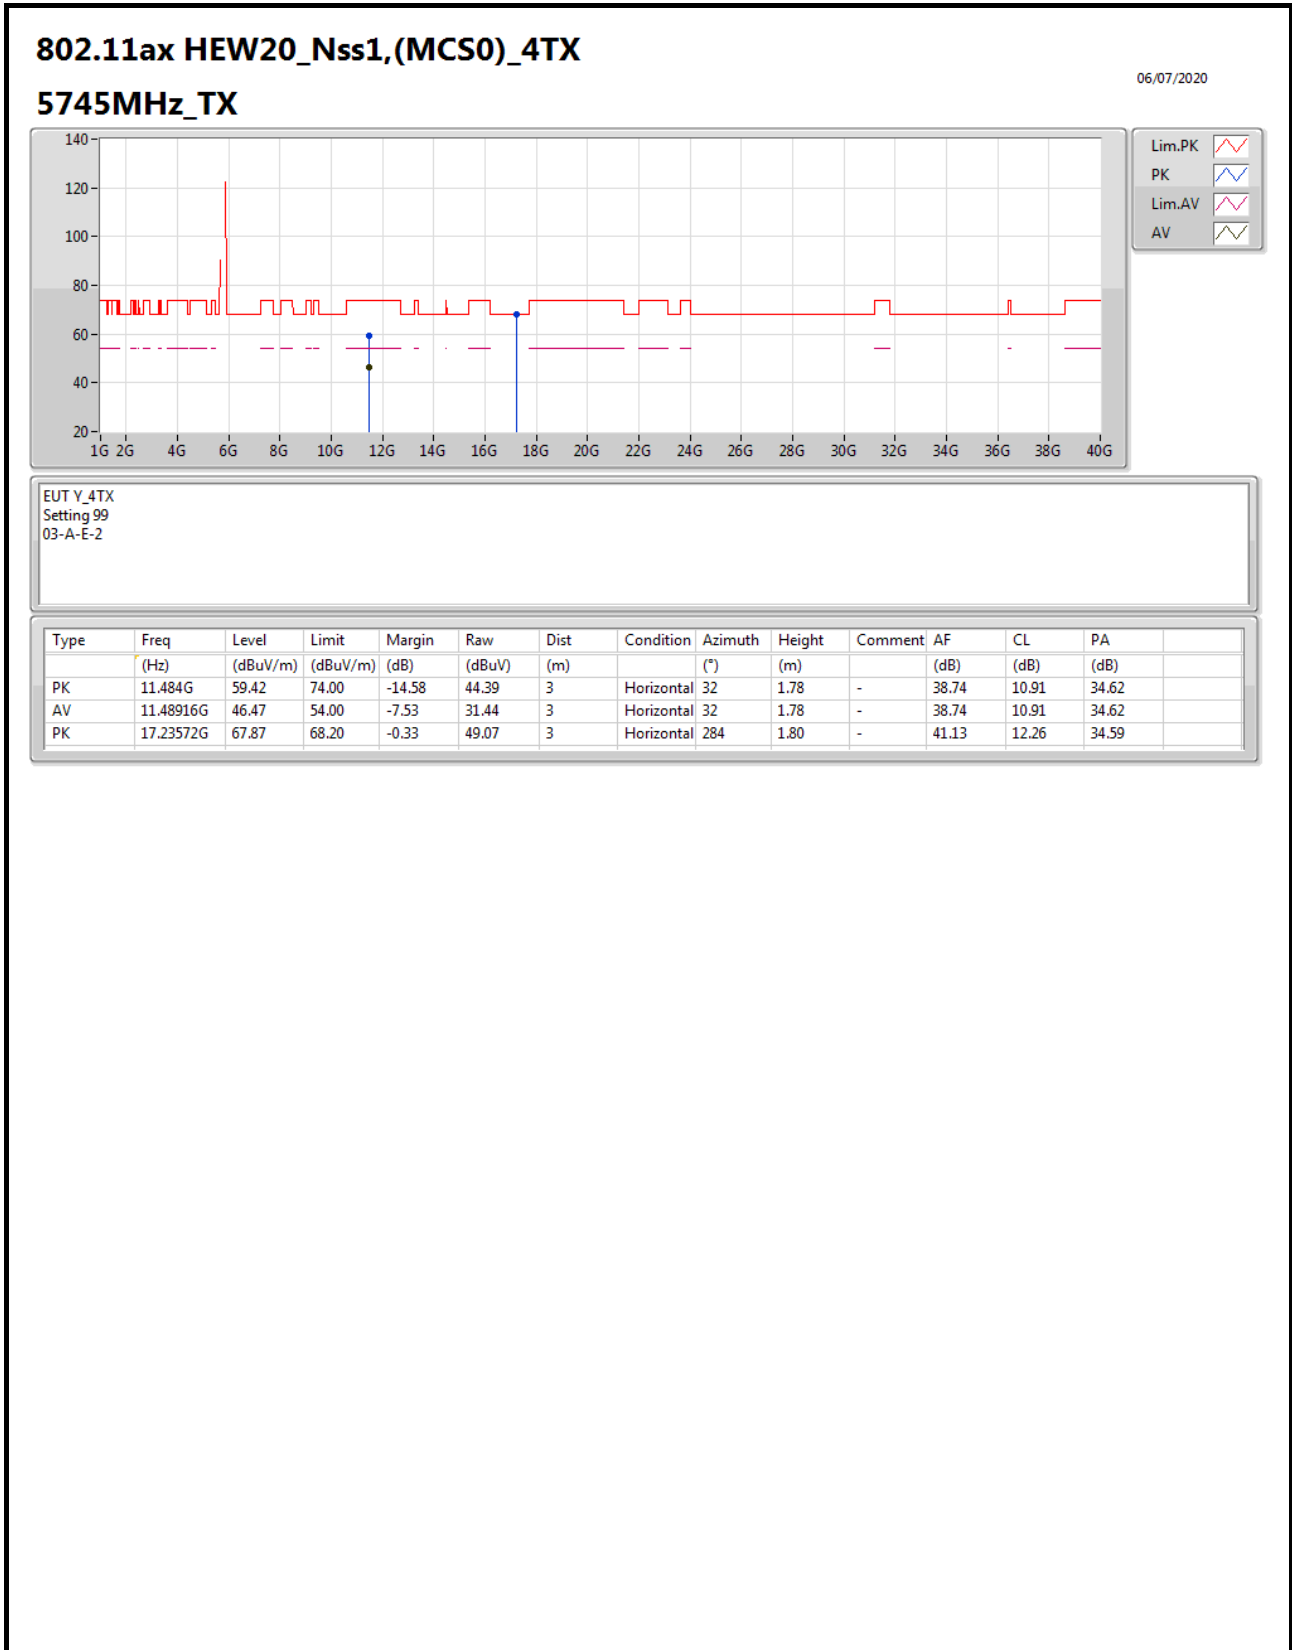 802.11ax HEW20_Nss1,(MCS0)_4TX
06/07/2020
5745MHz_TX
140
120
100
80
60
40
20
1G 2G 4G 6G 8G 10G 12G 14G 16G 18G 20G 22G 24G 26G 28G 30G 32G 34G 36G 38G 40G
Lim.PK
PK
Lim.AV
AV
EUT Y_4TX
Setting 99
03-A-E-2
Type Freq Level Limit Margin Raw Dist Condition Azimuth Height Comment AF CL PA
(Hz) (dBuV/m) (dBuV/m) (dB) (dBuV) (m) (°) (m) (dB) (dB) (dB)
PK 11.484G 59.42 74.00 -14.58 44.39 3 Horizontal 32 1.78 - 38.74 10.91 34.62
AV 11.48916G 46.47 54.00 -7.53 31.44 3 Horizontal 32 1.78 - 38.74 10.91 34.62
PK 17.23572G 67.87 68.20 -0.33 49.07 3 Horizontal 284 1.80 - 41.13 12.26 34.59